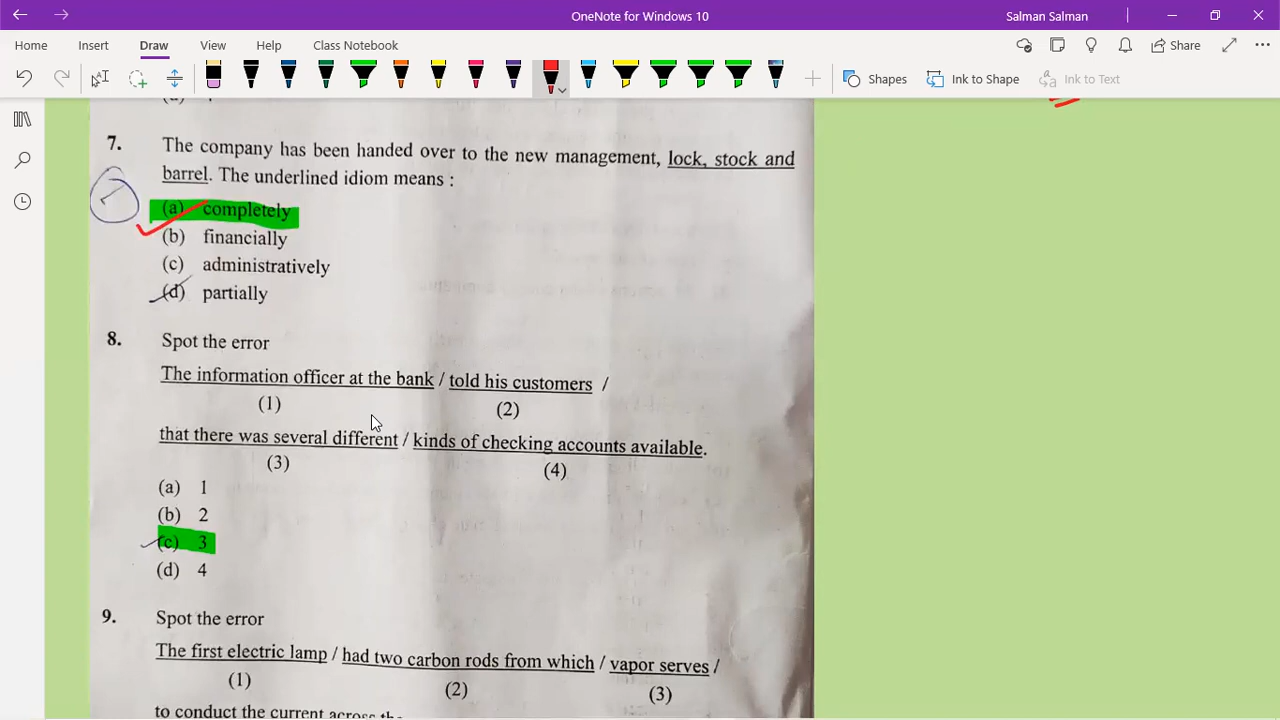 OneNote for Windows 10
Salman Salman
Home Insert Draw View Help Class Notebook
Share
Shapes
Ink to Shape
Ink to Text
7. The company has been handed over to the new management, lock, stock and
barrel. The underlined idiom means :
(a) completely
(b) financially
(c) administratively
(d) partially
8. Spot the error
The information officer at the bank / told his customers /
(1) (2)
that there was several different / kinds of checking accounts available.
(3) (4)
(a) 1
(b) 2
(c) 3
(d) 4
9. Spot the error
The first electric lamp / had two carbon rods from which / vapor serves /
(1) (2) (3)
to conduct the current across the